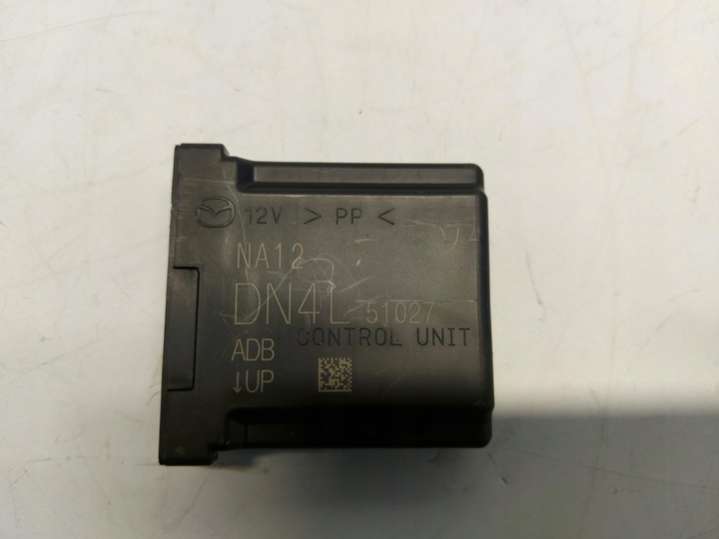 12V > PP <
NA12
DN4L 51027
CONTROL UNIT
ADB
↓UP